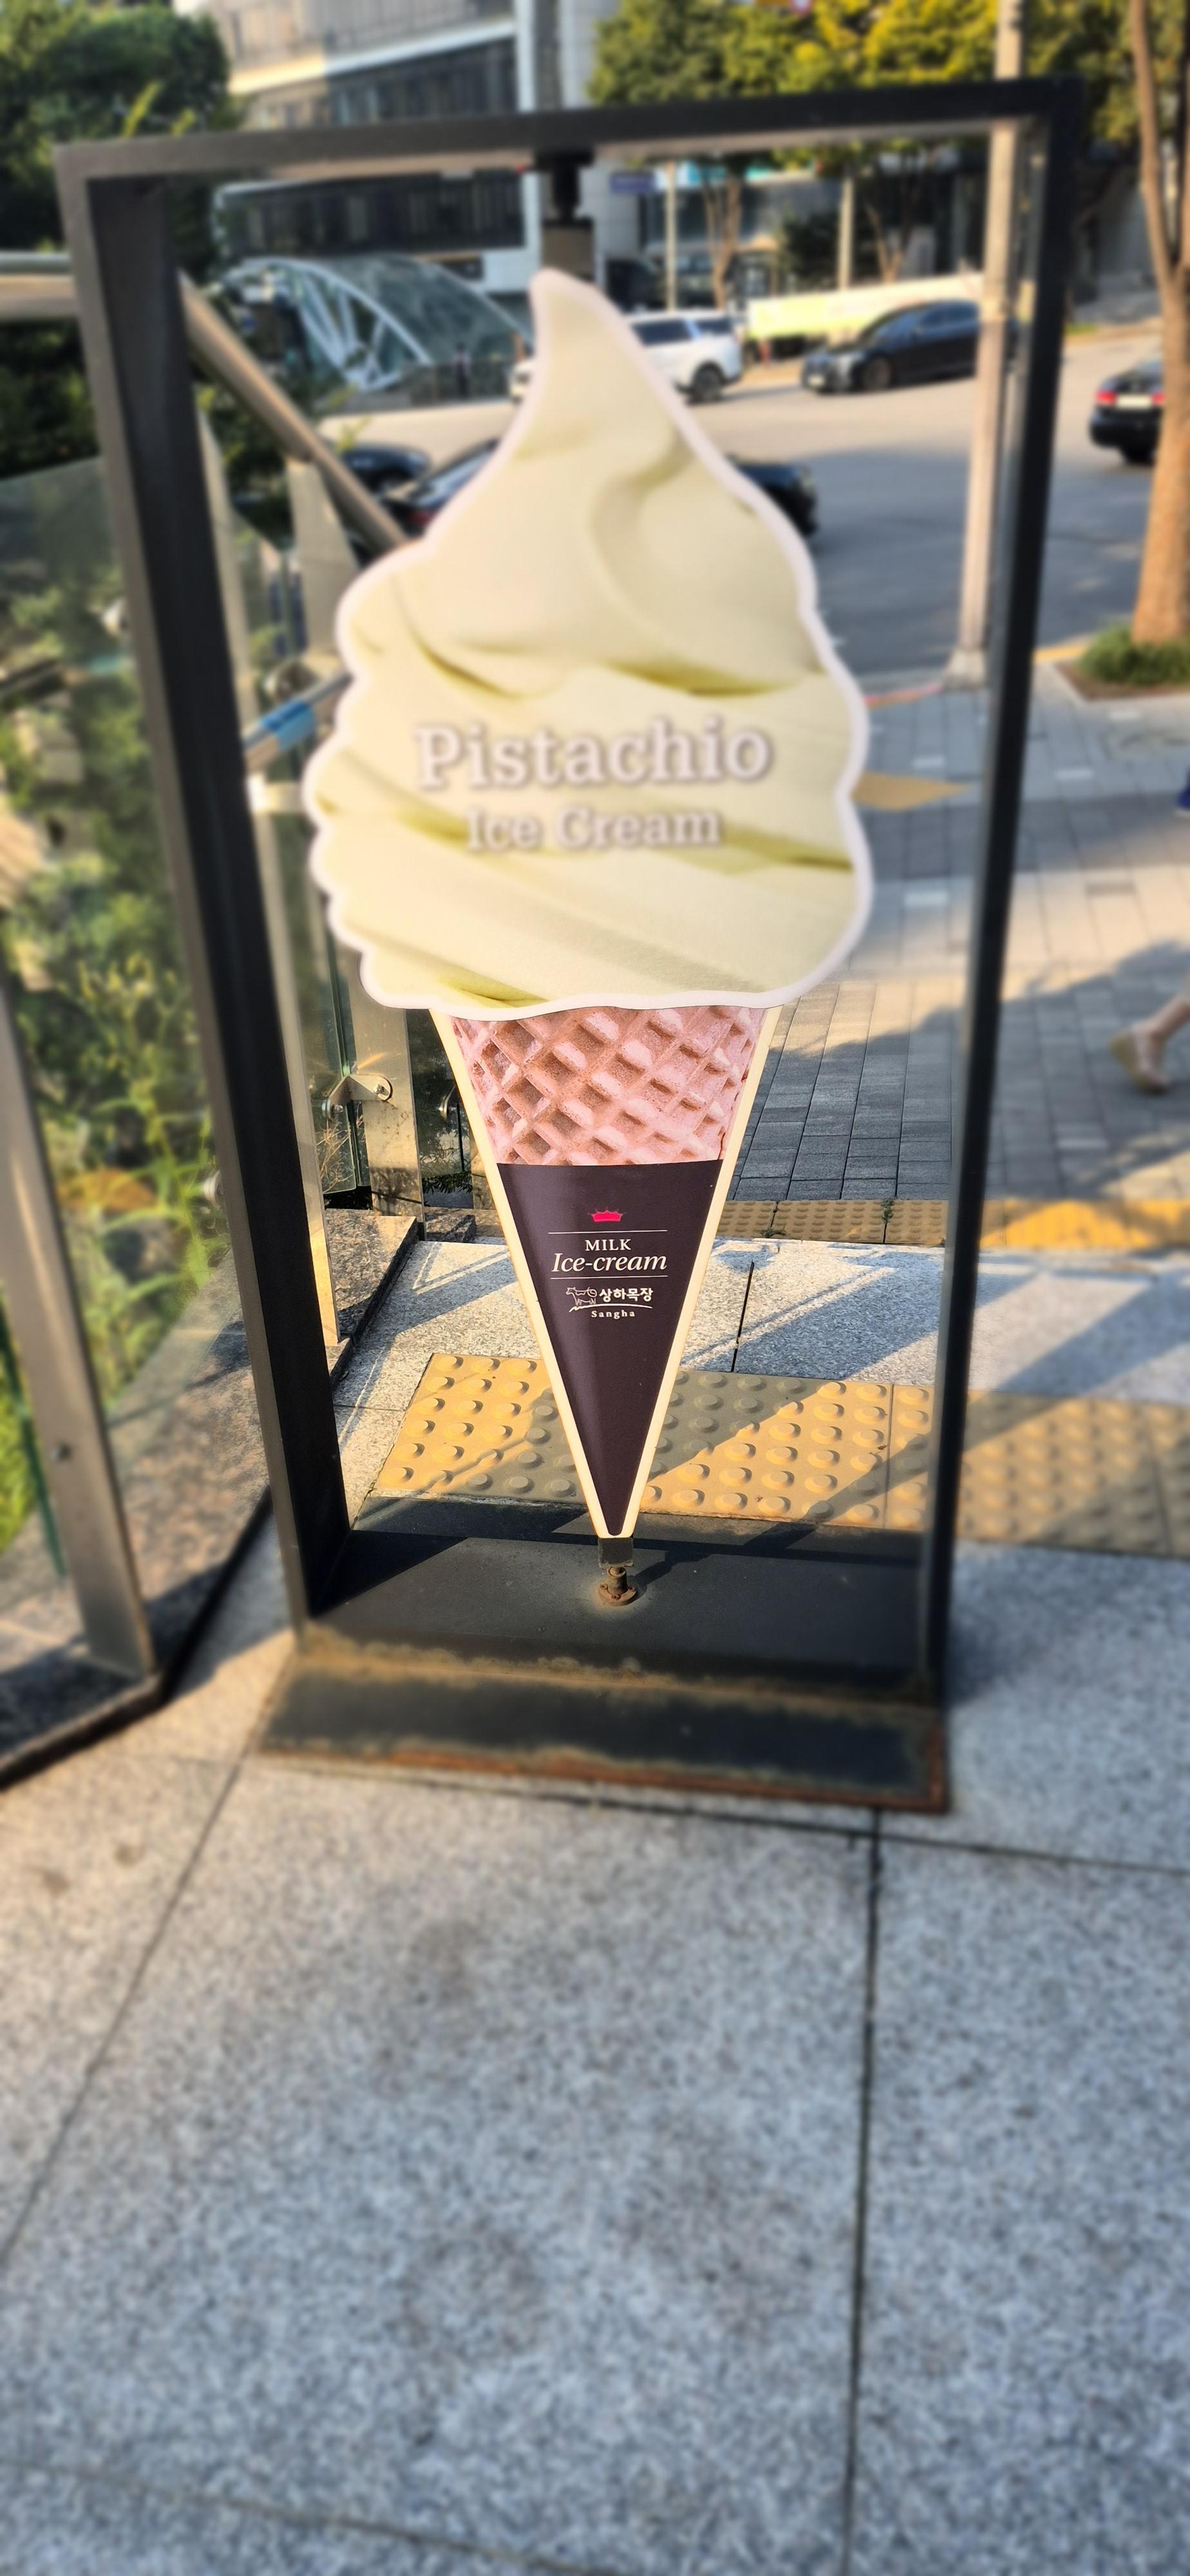 Pistachio
Ice Cream
MILK
Ice-cream
상하목장
Sangha